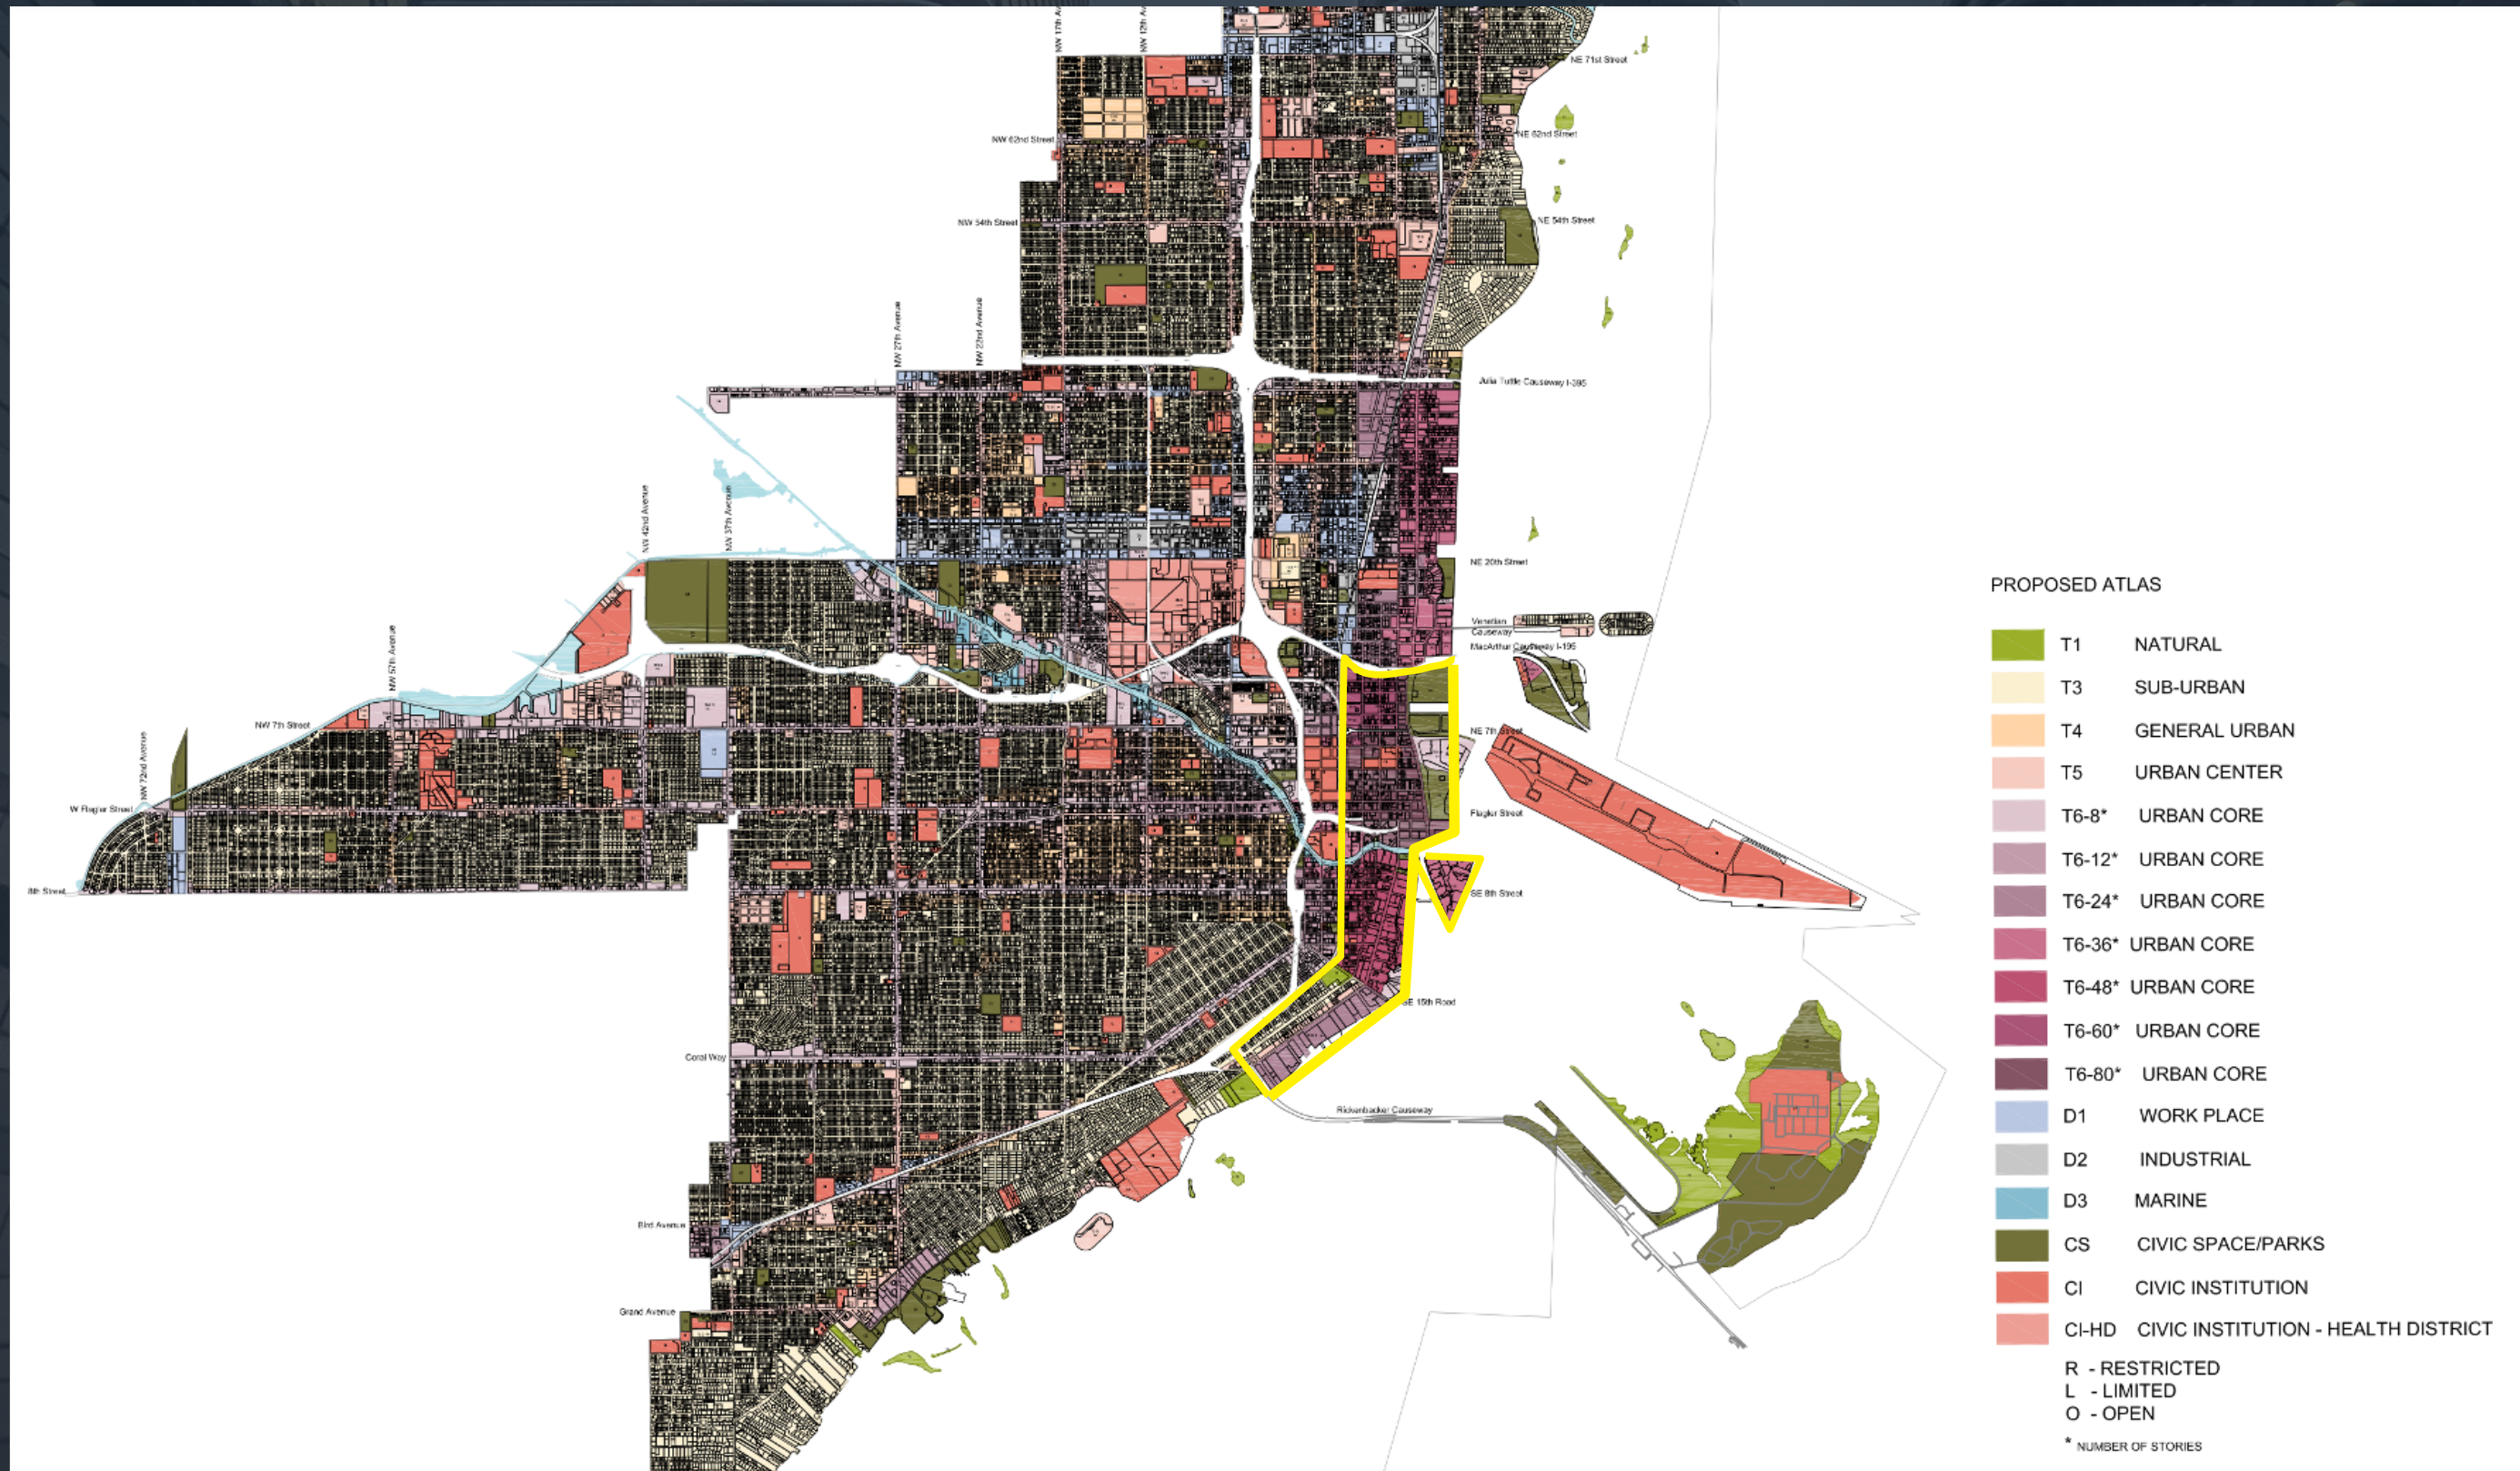 NW 17th Av
NW 12th Av
NE 71st Street
NW 62nd Street
NE 62nd Street
NW 54th Street
NE 54th Street
NW 27th Avenue
NW 22nd Avenue
Julia Tuttle Causeway I-395
NW 42nd Avenue
NW 37th Avenue
NE 20th Street
Venetian
Causeway
MacArthur Causeway I-195
NW 57th Avenue
NW 7th Street
NE 7th Street
NW 72nd Avenue
W Flagler Street
Flagler Street
8th Street
SE 8th Street
SE 15th Road
Coral Way
Rickenbacker Causeway
Bird Avenue
Grand Avenue
PROPOSED ATLAS
T1 NATURAL
T3 SUB-URBAN
T4 GENERAL URBAN
T5 URBAN CENTER
T6-8* URBAN CORE
T6-12* URBAN CORE
T6-24* URBAN CORE
T6-36* URBAN CORE
T6-48* URBAN CORE
T6-60* URBAN CORE
T6-80* URBAN CORE
D1 WORK PLACE
D2 INDUSTRIAL
D3 MARINE
CS CIVIC SPACE/PARKS
CI CIVIC INSTITUTION
CI-HD CIVIC INSTITUTION - HEALTH DISTRICT
R - RESTRICTED
L - LIMITED
O - OPEN
* NUMBER OF STORIES